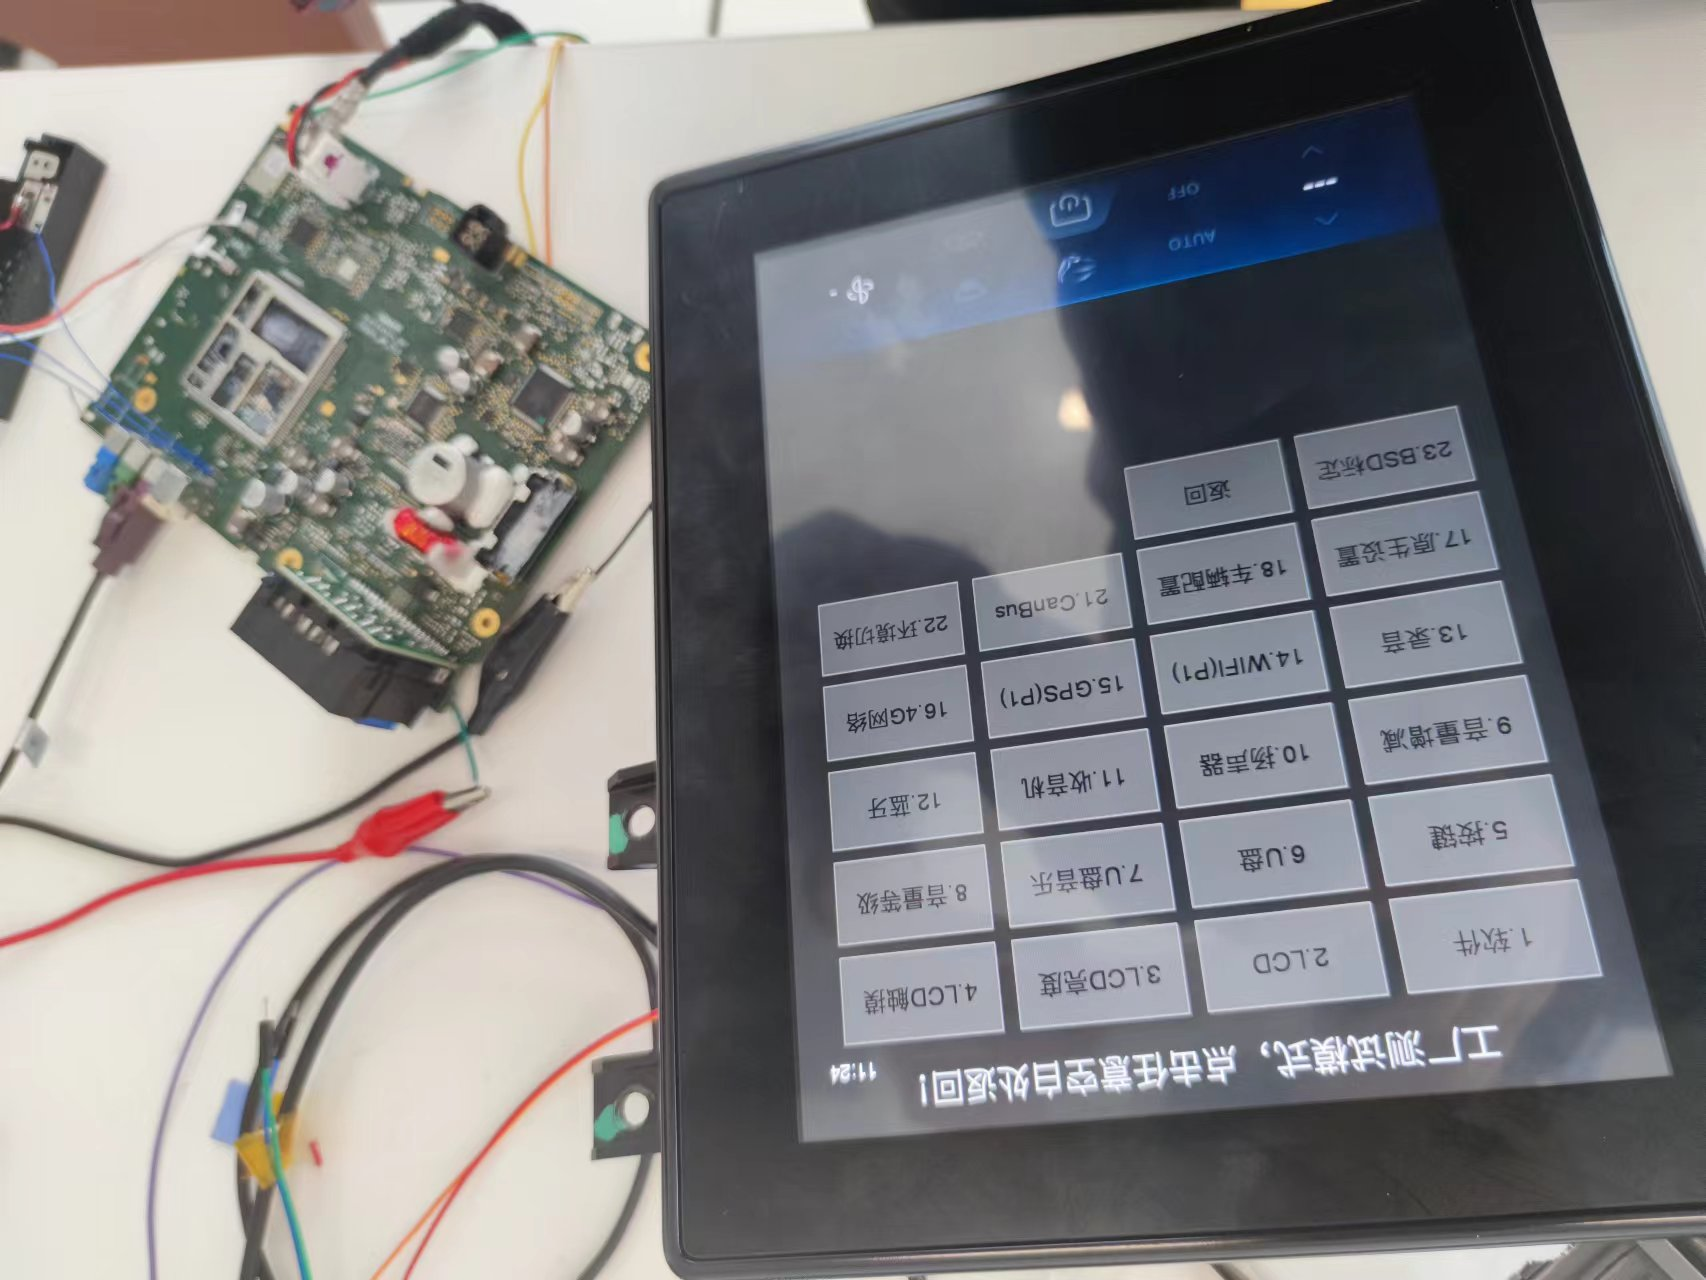 工厂测试模式，点击任意空白处返回！
11:24
1.软件
2.LCD
3.LCD亮度
4.LCD触摸
5.按键
6.U盘
7.U盘音乐
8.音量等级
9.音量增减
10.扬声器
11.收音机
12.蓝牙
13.录音
14.WIFI(P1)
15.GPS(P1)
16.4G网络
17.原生设置
18.车辆配置
21.CanBus
22.环境切换
23.BSD标定
返回
AUTO
OFF